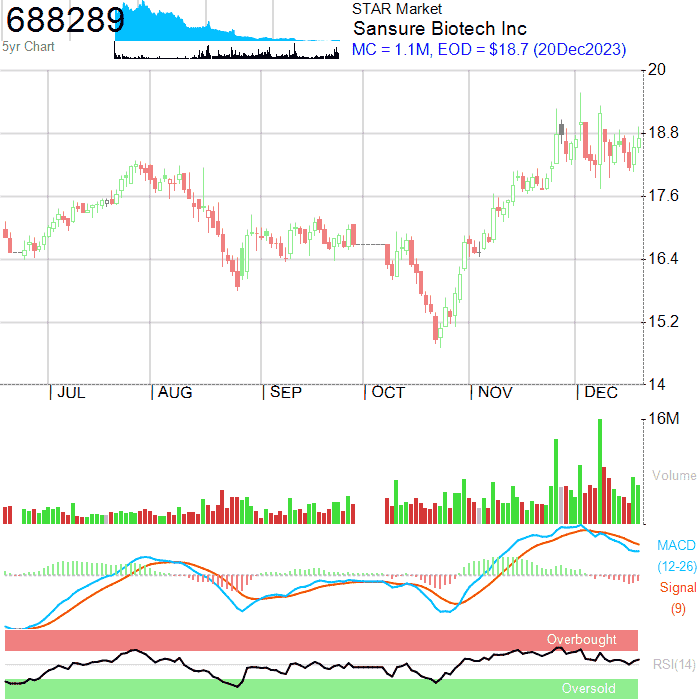 688289
5yr Chart
STAR Market
Sansure Biotech Inc
MC = 1.1M, EOD = $18.7 (20Dec2023)
20
18.8
17.6
16.4
15.2
14
JUL
AUG
SEP
OCT
NOV
DEC
16M
Volume
MACD
(12-26)
Signal
(9)
Overbought
RSI(14)
Oversold